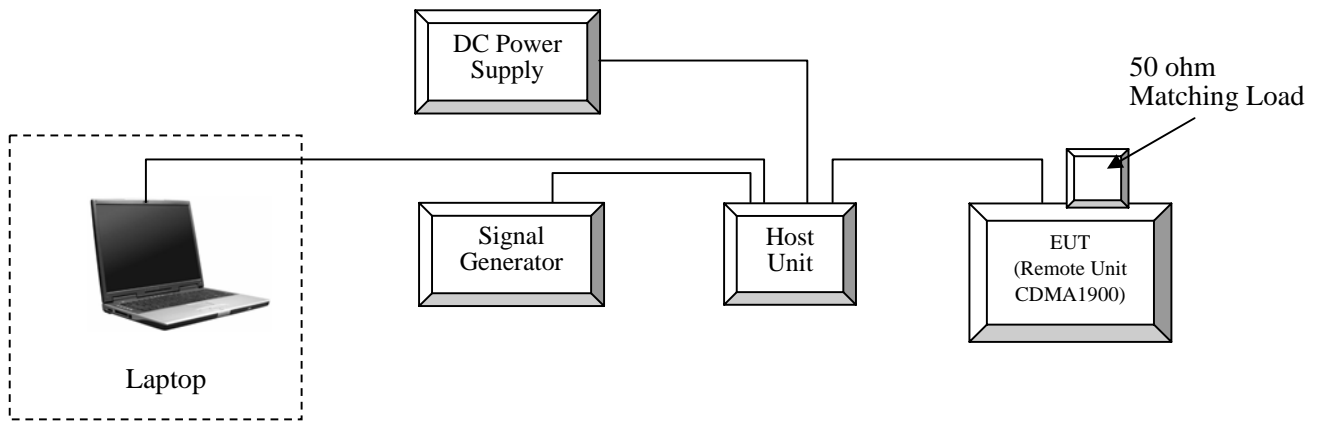 DC Power
Supply
50 ohm
Matching Load
Signal
Generator
Host
Unit
EUT
(Remote Unit
CDMA1900)
Laptop